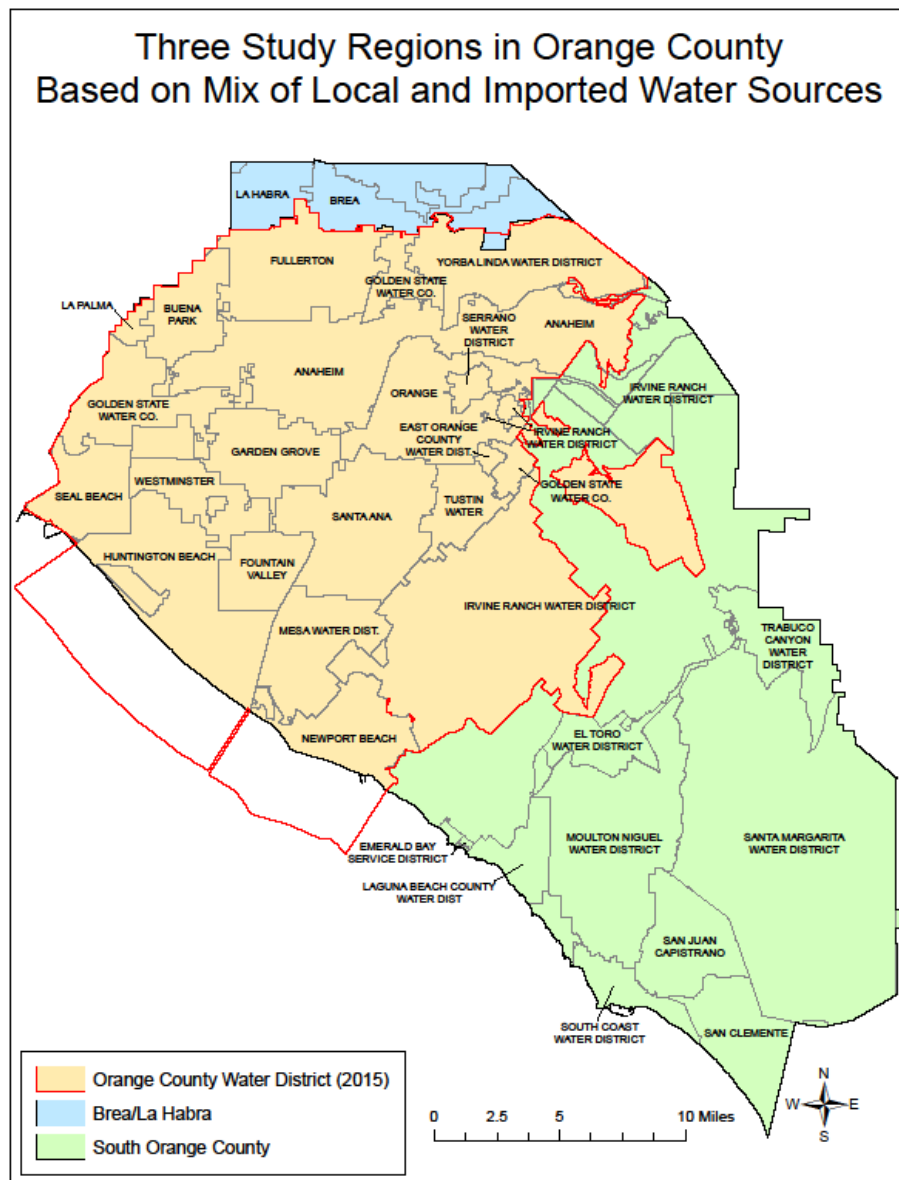 Three Study Regions in Orange County
Based on Mix of Local and Imported Water Sources
LA HABRA
BREA
FULLERTON
YORBA LINDA WATER DISTRICT
GOLDEN STATE
WATER CO.
LA PALMA
BUENA
PARK
SERRANO
WATER
DISTRICT
ANAHEIM
ANAHEIM
IRVINE RANCH
WATER DISTRICT
ORANGE
GOLDEN STATE
WATER CO.
EAST ORANGE
COUNTY
WATER DIST.
IRVINE RANCH
WATER DISTRICT
GARDEN GROVE
WESTMINSTER
GOLDEN STATE
WATER CO.
SEAL BEACH
TUSTIN
WATER
SANTA ANA
HUNTINGTON BEACH
FOUNTAIN
VALLEY
IRVINE RANCH WATER DISTRICT
MESA WATER DIST.
TRABUCO
CANYON
WATER
DISTRICT
NEWPORT BEACH
EL TORO
WATER DISTRICT
EMERALD BAY
SERVICE DISTRICT
MOULTON NIGUEL
WATER DISTRICT
SANTA MARGARITA
WATER DISTRICT
LAGUNA BEACH COUNTY
WATER DIST
SAN JUAN
CAPISTRANO
SOUTH COAST
WATER DISTRICT
SAN CLEMENTE
Orange County Water District (2015)
Brea/La Habra
South Orange County
0 2.5 5 10 Miles
N
W E
S